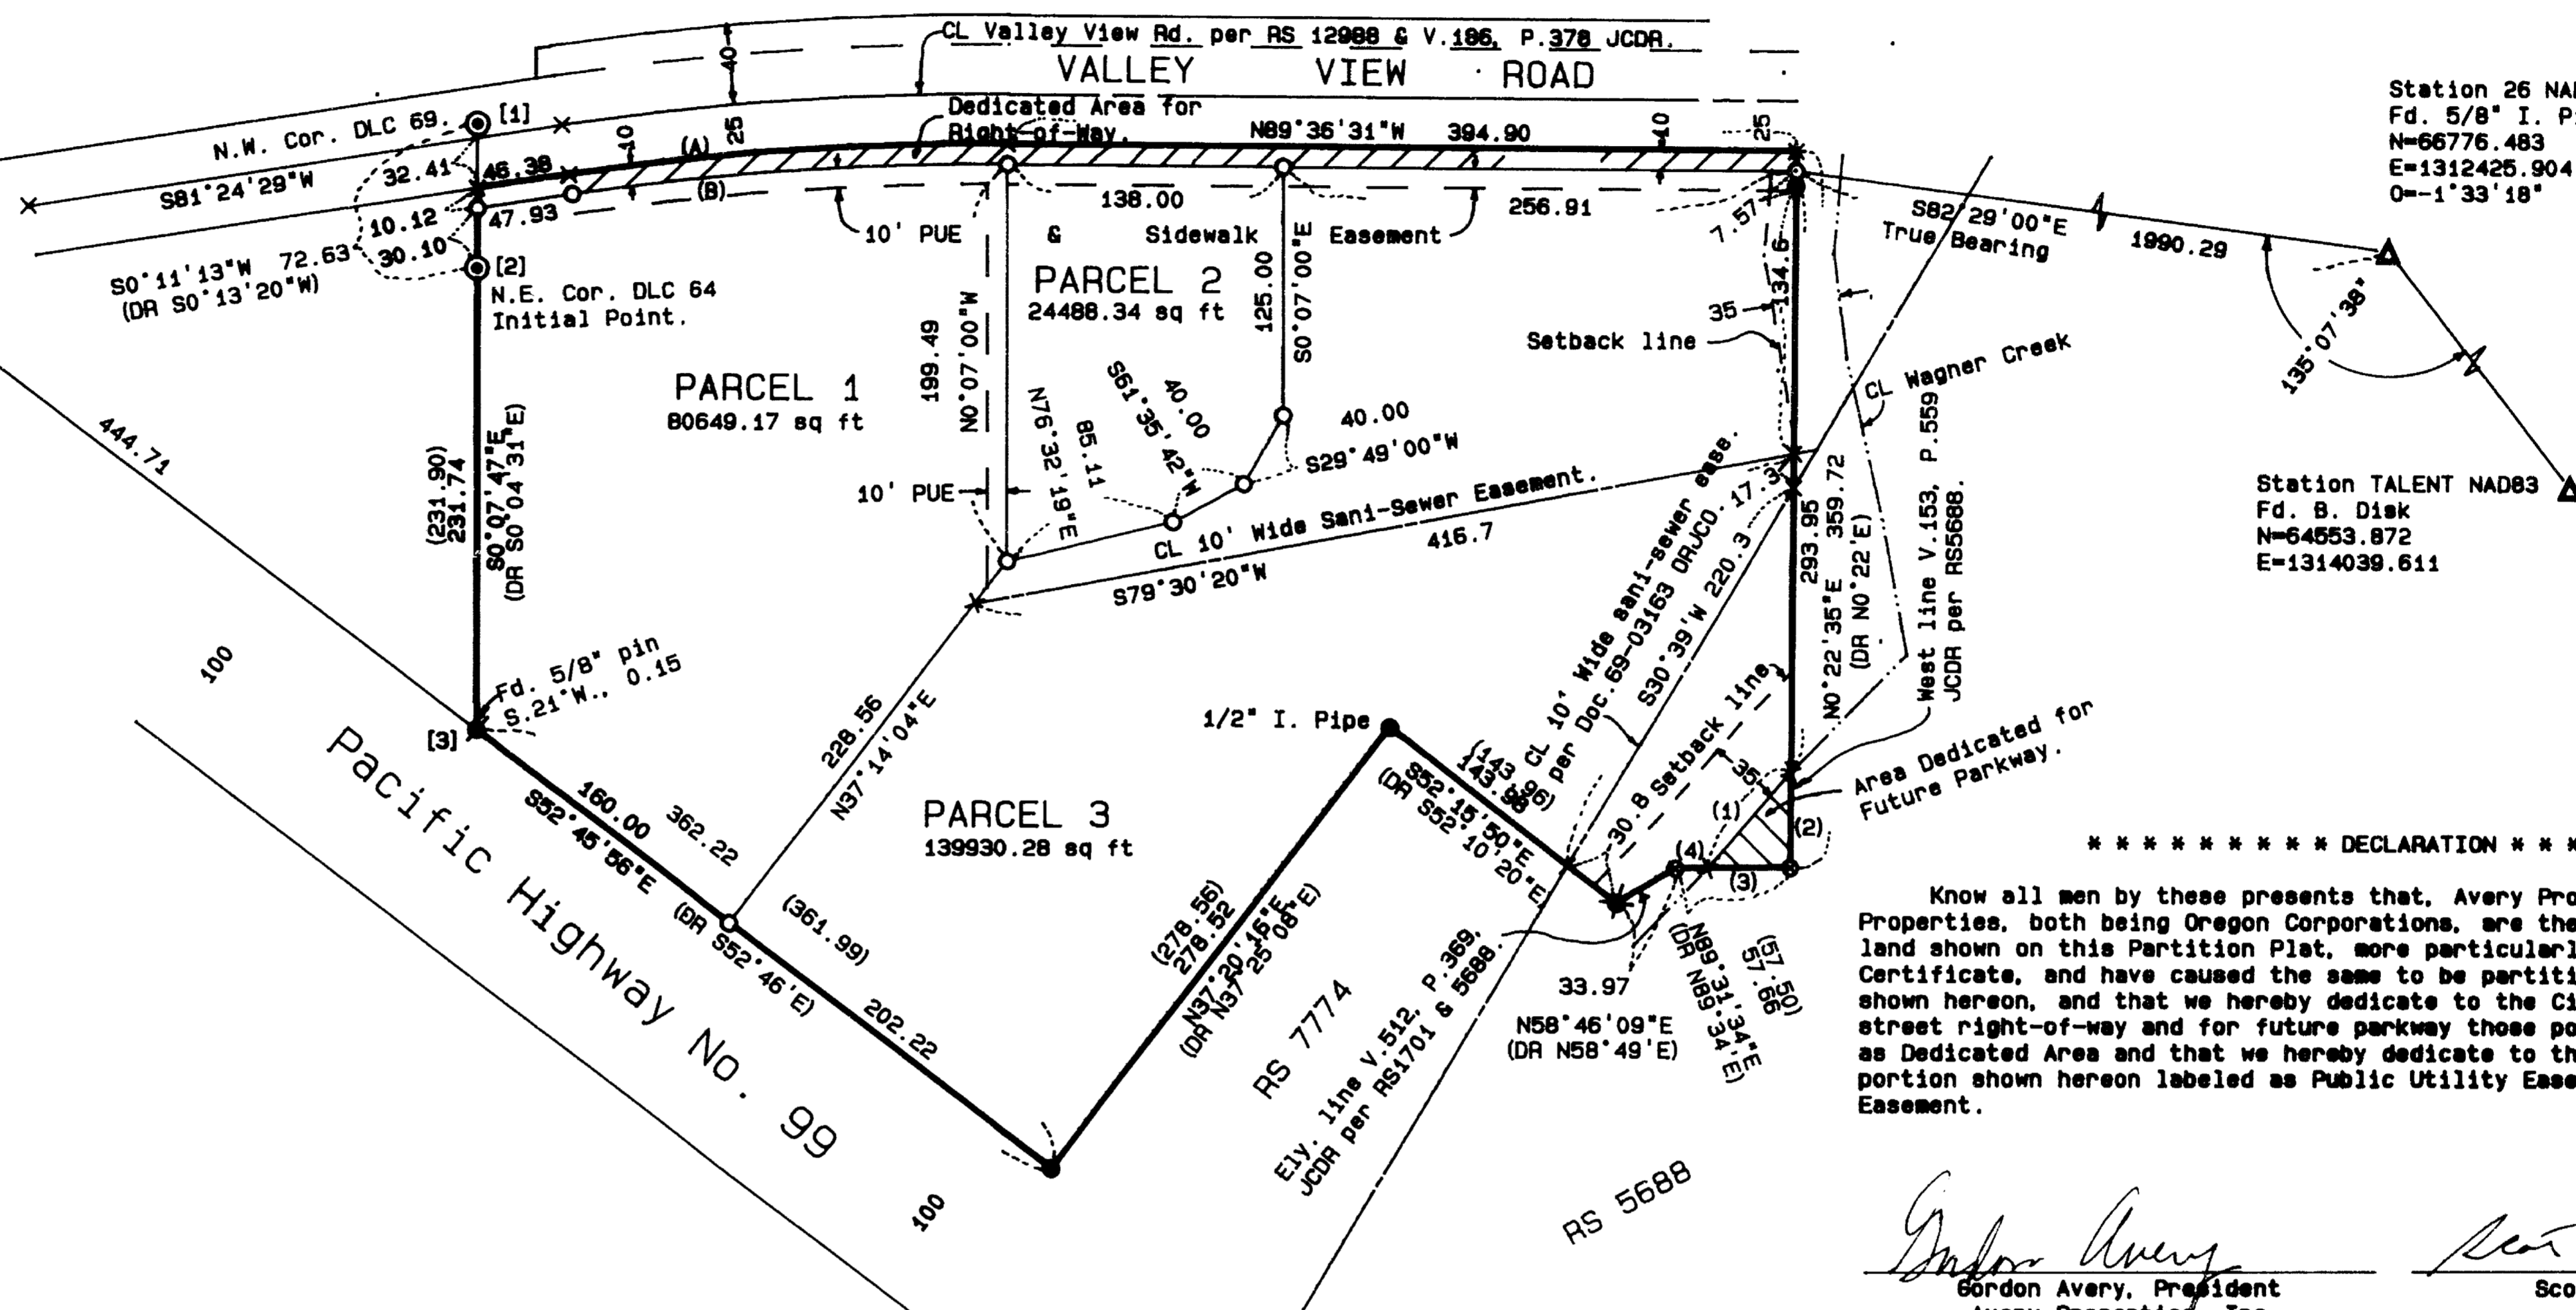 CL Valley View Rd. per RS 12988 & V.186, P.378 JCDR.
VALLEY VIEW ROAD
40
Dedicated Area for
Right-of-Way.
N89°36'31"W 394.90
10
25
(A)
(B)
10
25
N.W. Cor. DLC 69.
[1]
S81°24'29"W
32.41
46.38
10.12
47.93
30.10
S0°11'13"W 72.63
(DR S0°13'20"W)
[2]
N.E. Cor. DLC 64
Initial Point.
10' PUE & Sidewalk Easement
138.00
256.91
7.57
S82°29'00"E
True Bearing
1990.29
135°07'38"
Station 26 NA
Fd. 5/8" I. P
N=66776.483
E=1312425.904
0=-1°33'18"
Station TALENT NAD83
Fd. B. Disk
N=64553.872
E=1314039.611
PARCEL 1
80649.17 sq ft
PARCEL 2
24488.34 sq ft
199.49
N0°07'00"W
125.00
S0°07'00"E
134.6
35
Setback line
CL Wagner Creek
40.00
S61°35'42"W
40.00
S29°49'00"W
85.11
N76°32'19"E
10' PUE
CL 10' Wide Sani-Sewer Easement.
416.7
S79°30'20"W
17.3
CL 10' Wide sani-sewer ease.
per Doc.69-03163 DRJCO.
S30°39'W 220.3
293.95
N0°22'35"E 359.72
(DR N0°22'E)
West line V.153, P.559
JCDR per RS5688.
444.71
(231.90)
231.74
S0°07'47"E
(DR S0°04'31"E)
Fd. 5/8" pin
S.21°W., 0.15
[3]
100
Pacific Highway No. 99
100
160.00
S52°45'56"E
362.22
(361.99)
(DR S52°46'E)
202.22
228.56
N37°14'04"E
PARCEL 3
139930.28 sq ft
1/2" I. Pipe
(278.55)
278.52
N37°20'16"E
(DR N37°25'08"E)
(143.96)
143.98
S52°15'50"E
(DR S52°10'20"E)
30.8 Setback line
35
(1)
(2)
(3)
(4)
Area Dedicated for
Future Parkway.
33.97
N58°46'09"E
(DR N58°49'E)
(57.50)
57.66
N89°31'34"E
(DR N89°34'E)
RS 7774
Ely. line V.512, P.369,
JCDR per RS1701 & 5688.
RS 5688
* * * * * * * * * DECLARATION * * *
Know all men by these presents that, Avery Pro
Properties, both being Oregon Corporations, are the
land shown on this Partition Plat, more particularl
Certificate, and have caused the same to be partiti
shown hereon, and that we hereby dedicate to the Ci
street right-of-way and for future parkway those po
as Dedicated Area and that we hereby dedicate to th
portion shown hereon labeled as Public Utility Ease
Easement.
Gordon Avery
Gordon Avery, President
Sco